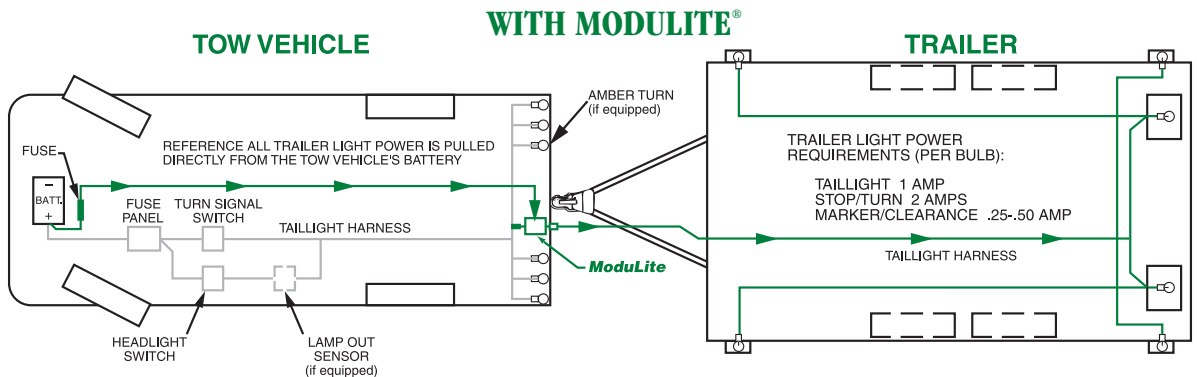 WITH MODULITE®
TOW VEHICLE
TRAILER
AMBER TURN
(if equipped)
FUSE
REFERENCE ALL TRAILER LIGHT POWER IS PULLED
DIRECTLY FROM THE TOW VEHICLE'S BATTERY
TRAILER LIGHT POWER
REQUIREMENTS (PER BULB):
TAILLIGHT 1 AMP
STOP/TURN 2 AMPS
MARKER/CLEARANCE .25-.50 AMP
-
BATT.
+
FUSE
PANEL
TURN SIGNAL
SWITCH
TAILLIGHT HARNESS
ModuLite
TAILLIGHT HARNESS
HEADLIGHT
SWITCH
LAMP OUT
SENSOR
(if equipped)